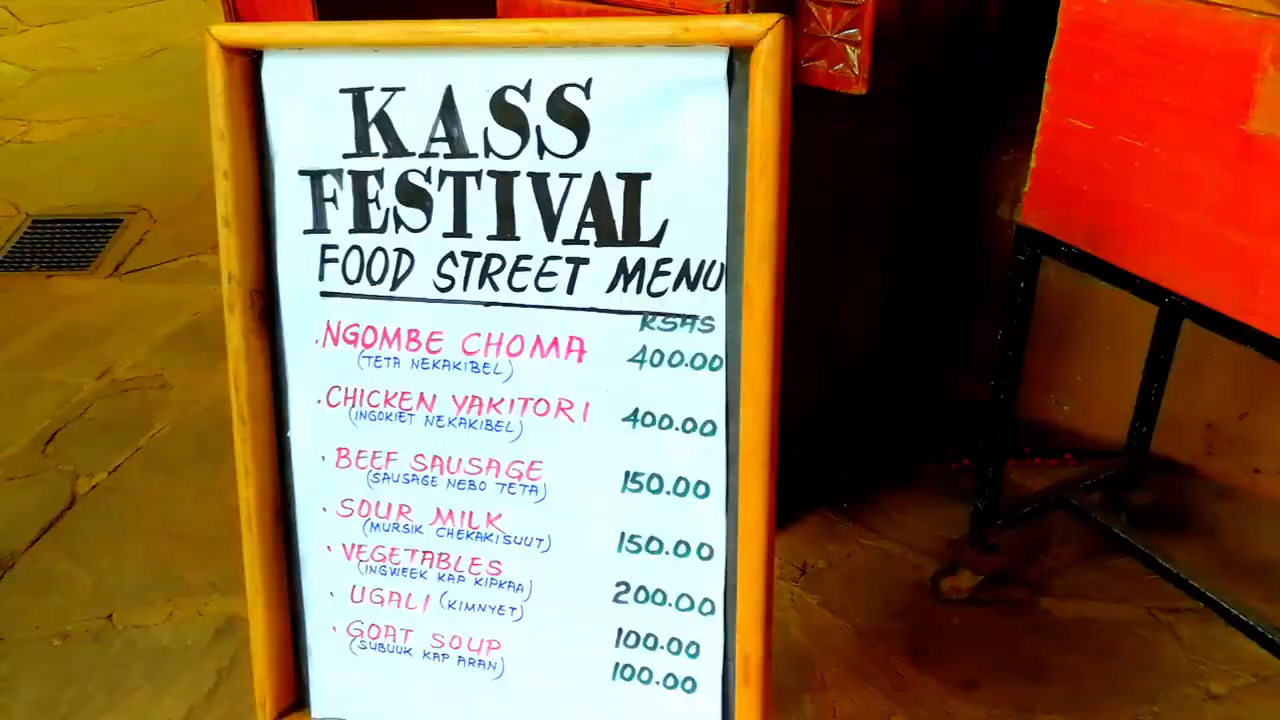 KASS
FESTIVAL
FOOD STREET MENU
KSHS
. NGOMBE CHOMA 400.00
(TETA NEKAKIBEL)
. CHICKEN YAKITORI 400.00
(INGOKIET NEKAKIBEL)
. BEEF SAUSAGE 150.00
(SAUSAGE NEBO TETA)
. SOUR MILK 150.00
(MURSIK CHEKAKISUUT)
. VEGETABLES 200.00
(INGWEEK KAP KIPKAA)
. UGALI (KIMNYET) 100.00
. GOAT SOUP 100.00
(SUBUUK KAP ARAN)